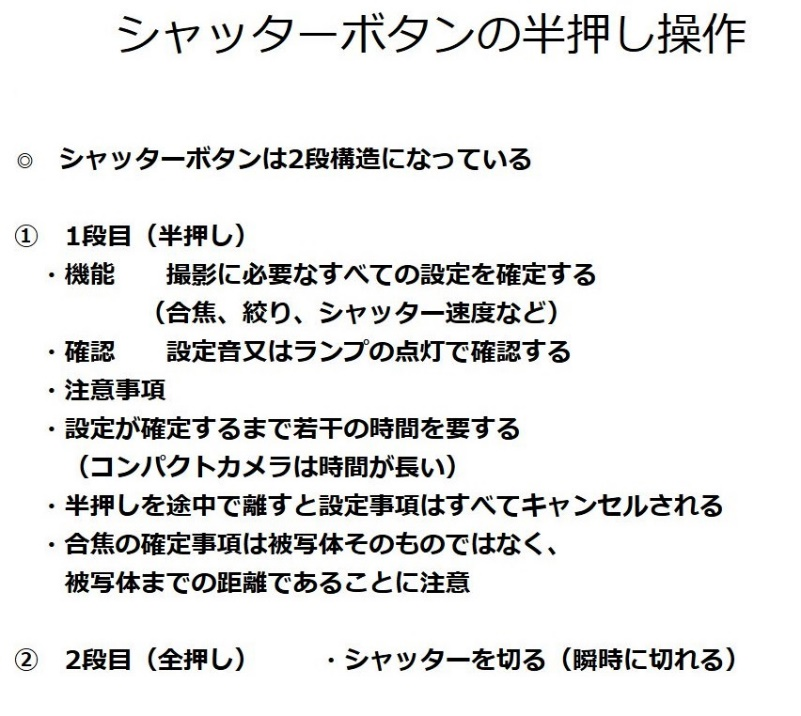 シャッターボタンの半押し操作
◎ シャッターボタンは2段構造になっている
① 1段目（半押し）
・機能 撮影に必要なすべての設定を確定する
（合焦、絞り、シャッター速度など）
・確認 設定音又はランプの点灯で確認する
・注意事項
・設定が確定するまで若干の時間を要する
（コンパクトカメラは時間が長い）
・半押しを途中で離すと設定事項はすべてキャンセルされる
・合焦の確定事項は被写体そのものではなく、
被写体までの距離であることに注意
② 2段目（全押し） ・シャッターを切る（瞬時に切れる）